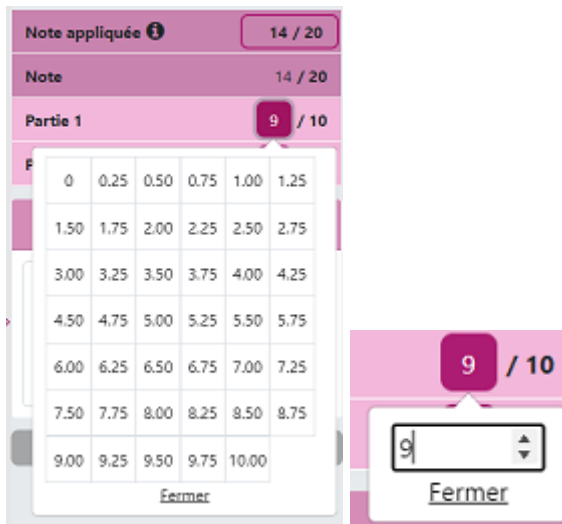 Note appliquée 14 / 20
Note 14 / 20
Partie 1 9 / 10
P
0 0.25 0.50 0.75 1.00 1.25
1.50 1.75 2.00 2.25 2.50 2.75
3.00 3.25 3.50 3.75 4.00 4.25
4.50 4.75 5.00 5.25 5.50 5.75
6.00 6.25 6.50 6.75 7.00 7.25
7.50 7.75 8.00 8.25 8.50 8.75
9.00 9.25 9.50 9.75 10.00
Fermer
9 / 10
9
Fermer